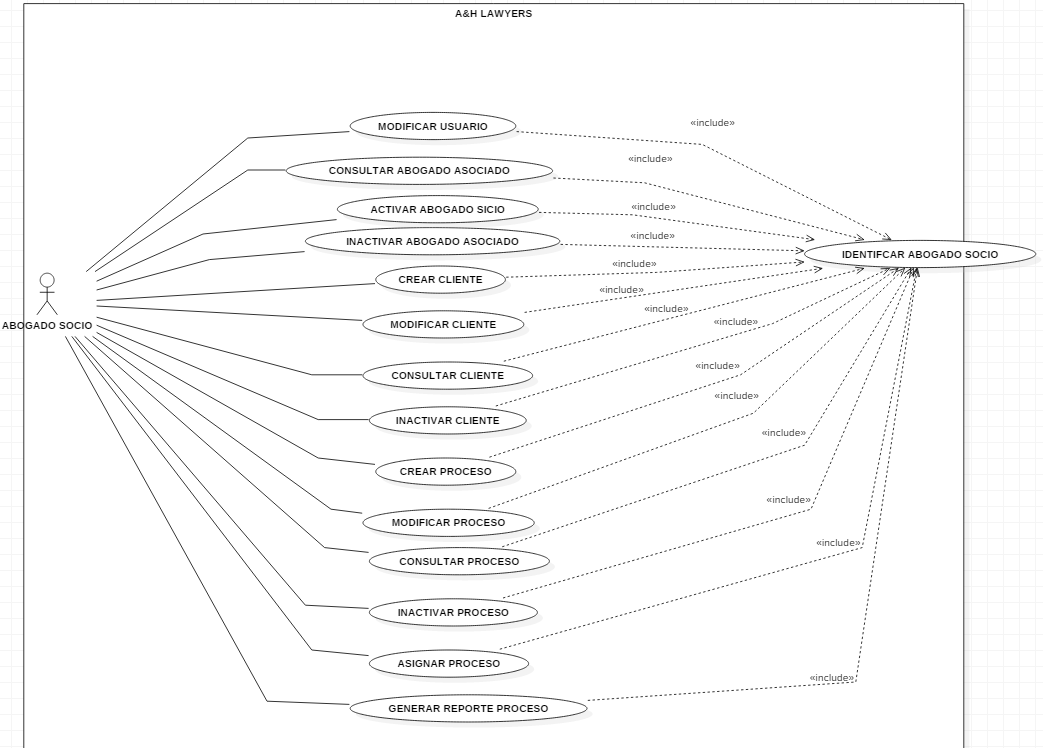 A&H LAWYERS
MODIFICAR USUARIO
«include»
CONSULTAR ABOGADO ASOCIADO
«include»
ACTIVAR ABOGADO SICIO
«include»
INACTIVAR ABOGADO ASOCIADO
«include»
IDENTIFCAR ABOGADO SOCIO
CREAR CLIENTE
«include»
ABOGADO SOCIO
MODIFICAR CLIENTE
«include»
CONSULTAR CLIENTE
«include»
INACTIVAR CLIENTE
«include»
CREAR PROCESO
«include»
MODIFICAR PROCESO
«include»
CONSULTAR PROCESO
«include»
INACTIVAR PROCESO
«include»
ASIGNAR PROCESO
«include»
GENERAR REPORTE PROCESO
«include»